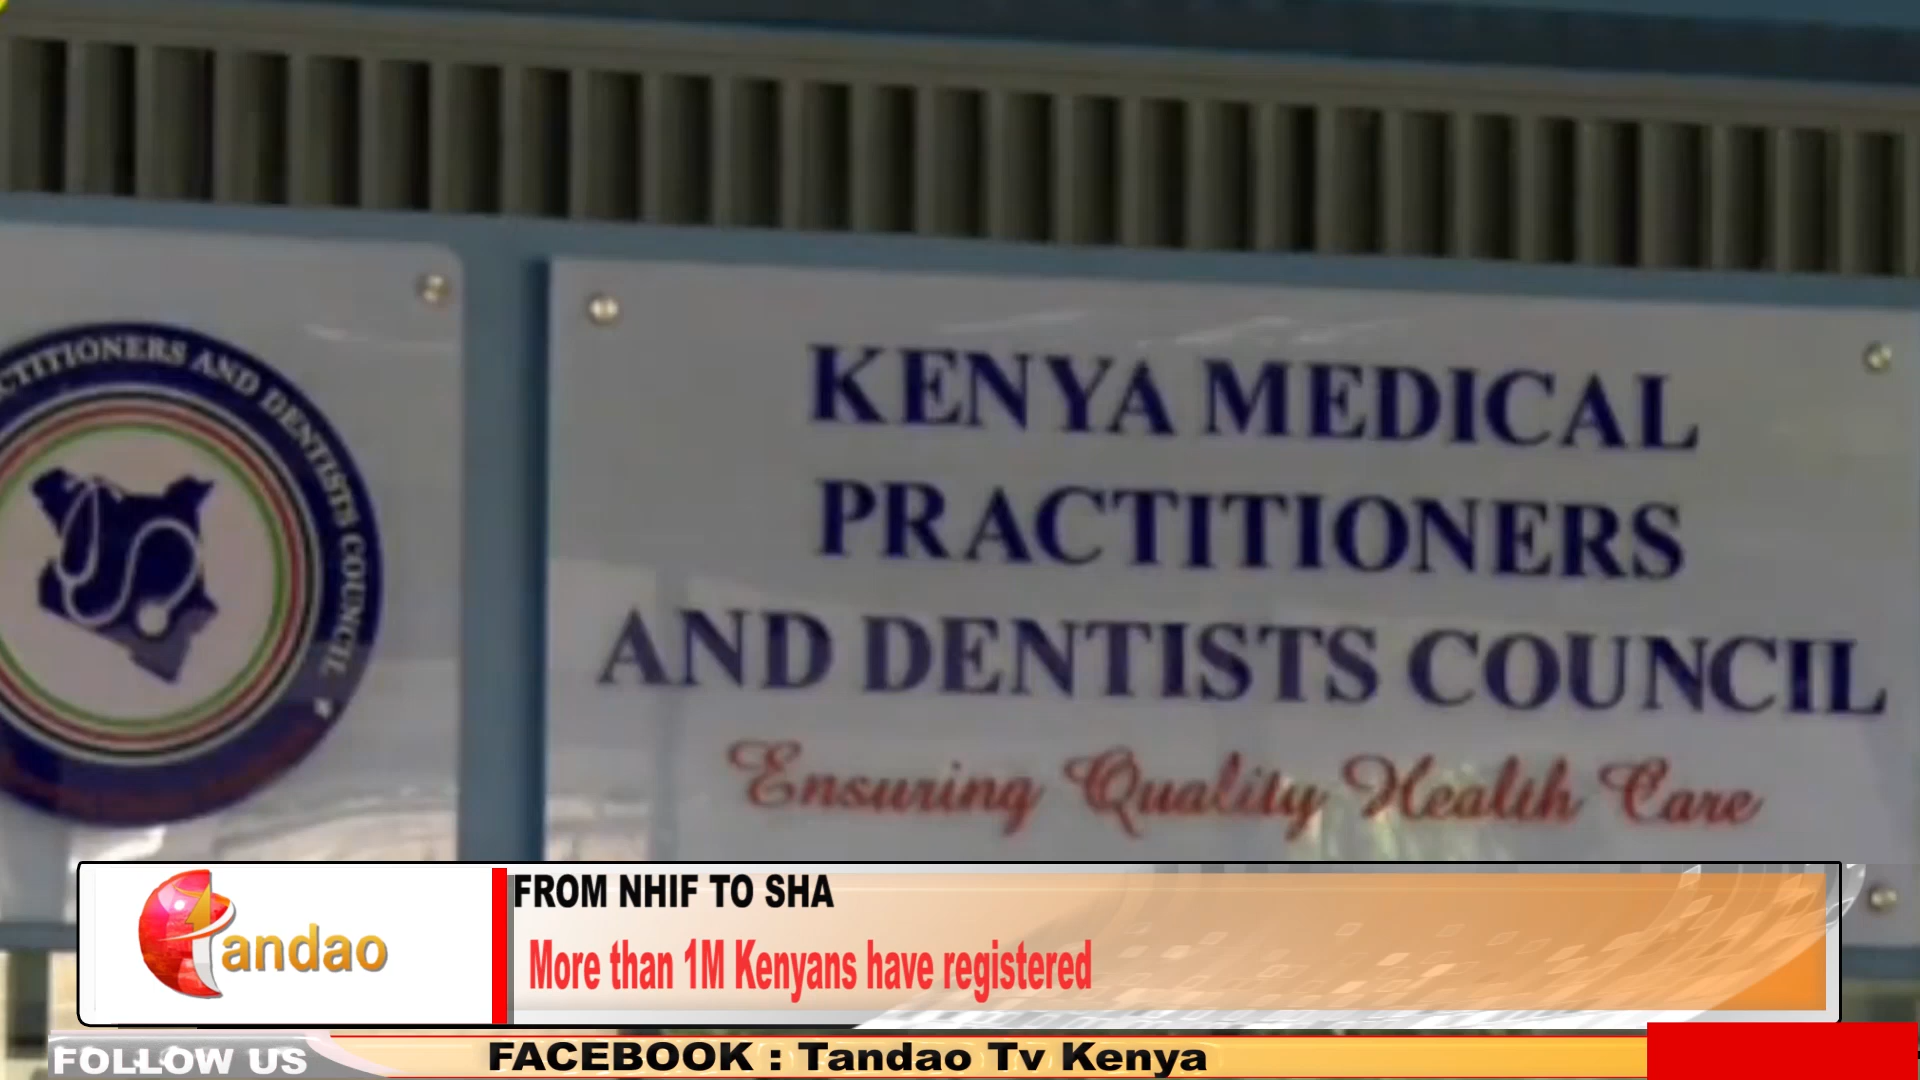 CTITIONERS AND DENTISTS COUNCIL
KENYA MEDICAL
PRACTITIONERS
AND DENTISTS COUNCIL
Ensuring Quality Health Care
Tandao
FROM NHIF TO SHA
More than 1M Kenyans have registered
FOLLOW US
FACEBOOK : Tandao Tv Kenya